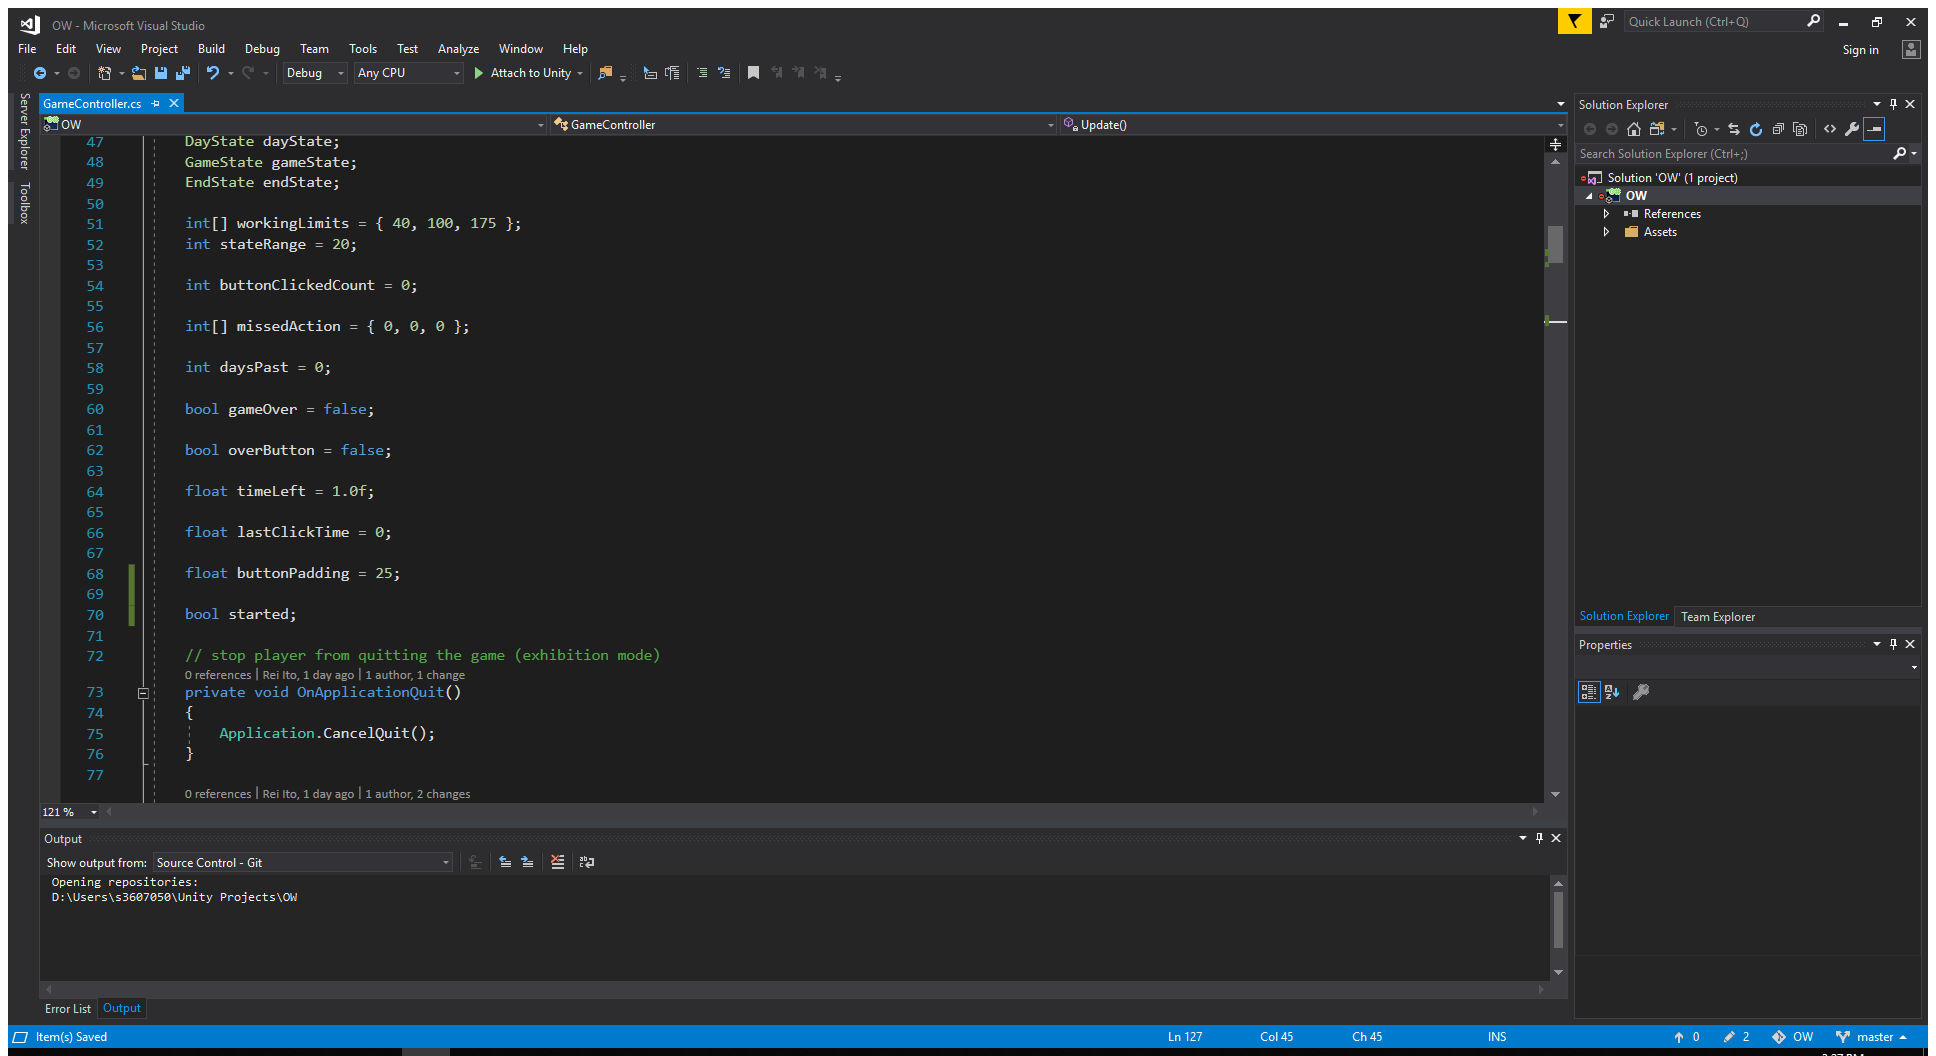 OW - Microsoft Visual Studio
Quick Launch (Ctrl+Q)
File Edit View Project Build Debug Team Tools Test Analyze Window Help
Sign in
Debug Any CPU Attach to Unity
Server Explorer
Toolbox
GameController.cs
OW GameController Update()
47 DayState dayState;
48 GameState gameState;
49 EndState endState;
50
51 int[] workingLimits = { 40, 100, 175 };
52 int stateRange = 20;
53
54 int buttonClickedCount = 0;
55
56 int[] missedAction = { 0, 0, 0 };
57
58 int daysPast = 0;
59
60 bool gameOver = false;
61
62 bool overButton = false;
63
64 float timeLeft = 1.0f;
65
66 float lastClickTime = 0;
67
68 float buttonPadding = 25;
69
70 bool started;
71
72 // stop player from quitting the game (exhibition mode)
0 references | Rei Ito, 1 day ago | 1 author, 1 change
73 private void OnApplicationQuit()
74 {
75 Application.CancelQuit();
76 }
77
0 references | Rei Ito, 1 day ago | 1 author, 2 changes
121 %
Output
Show output from: Source Control - Git
Opening repositories:
D:\Users\s3607050\Unity Projects\OW
Error List Output
Solution Explorer
Search Solution Explorer (Ctrl+;)
Solution 'OW' (1 project)
OW
References
Assets
Solution Explorer Team Explorer
Properties
Item(s) Saved Ln 127 Col 45 Ch 45 INS 0 2 OW master